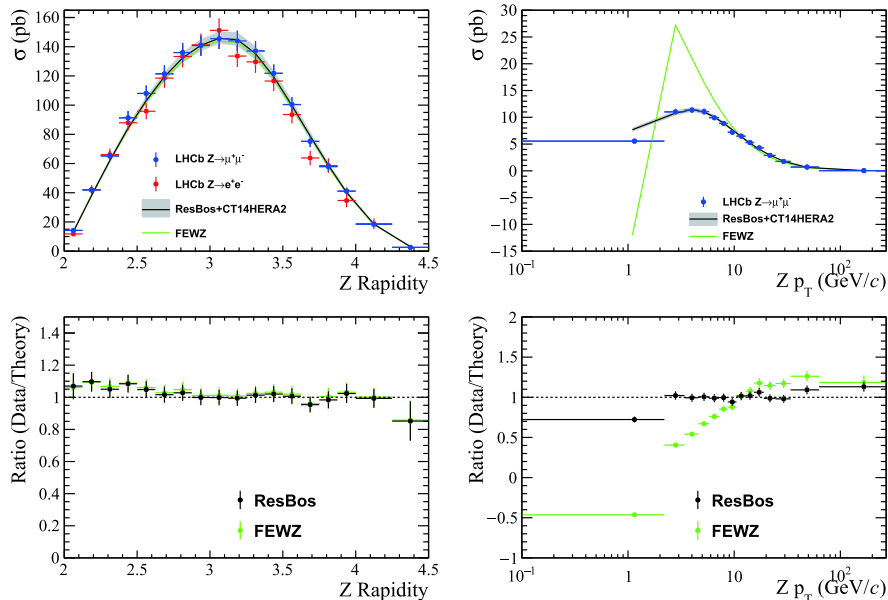 σ (pb)
160
140
120
100
80
60
40
20
0
LHCb Z→μ⁺μ⁻
LHCb Z→e⁺e⁻
ResBos+CT14HERA2
FEWZ
2
2.5
3
3.5
4
4.5
Z Rapidity
σ (pb)
30
25
20
15
10
5
0
−5
−10
−15
LHCb Z→μ⁺μ⁻
ResBos+CT14HERA2
FEWZ
10⁻¹
1
10
10²
Z p_T (GeV/c)
Ratio (Data/Theory)
1.4
1.2
1
0.8
0.6
0.4
0.2
0
ResBos
FEWZ
2
2.5
3
3.5
4
4.5
Z Rapidity
Ratio (Data/Theory)
2
1.5
1
0.5
0
−0.5
−1
ResBos
FEWZ
10⁻¹
1
10
10²
Z p_T (GeV/c)